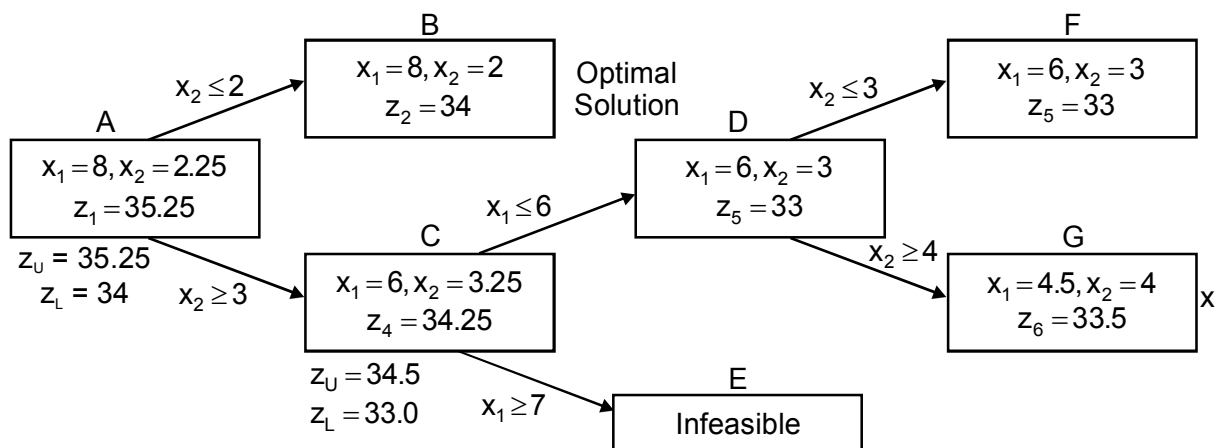 A
x₁ = 8, x₂ = 2.25
z₁ = 35.25
z_U = 35.25
z_L = 34
x₂ ≤ 2
x₂ ≥ 3
B
x₁ = 8, x₂ = 2
z₂ = 34
Optimal
Solution
C
x₁ = 6, x₂ = 3.25
z₄ = 34.25
z_U = 34.5
z_L = 33.0
x₁ ≤ 6
x₁ ≥ 7
D
x₁ = 6, x₂ = 3
z₅ = 33
E
Infeasible
x₂ ≤ 3
x₂ ≥ 4
F
x₁ = 6, x₂ = 3
z₅ = 33
G
x₁ = 4.5, x₂ = 4
z₆ = 33.5
x